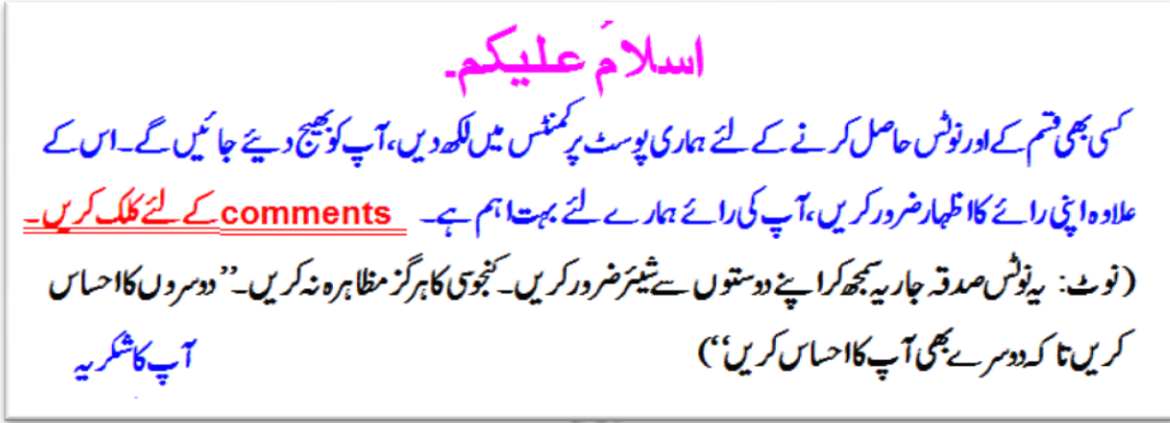 اسلامُ علیکم۔
کسی بھی قسم کے اور نوٹس حاصل کرنے کے لئے ہماری پوسٹ پر کمنٹس میں لکھ دیں، آپ کو بھیج دیئے جائیں گے۔ اس کے
علاوہ اپنی رائے کا اظہار ضرور کریں، آپ کی رائے ہمارے لئے بہت اہم ہے۔ comments کے لئے کلک کریں۔
(نوٹ: یہ نوٹس صدقہ جاریہ سمجھ کر اپنے دوستوں سے شیئر ضرور کریں۔ کنجوسی کا ہرگز مظاہرہ نہ کریں۔ ’’دوسروں کا احساس
کریں تا کہ دوسرے بھی آپ کا احساس کریں‘‘) آپ کا شکریہ